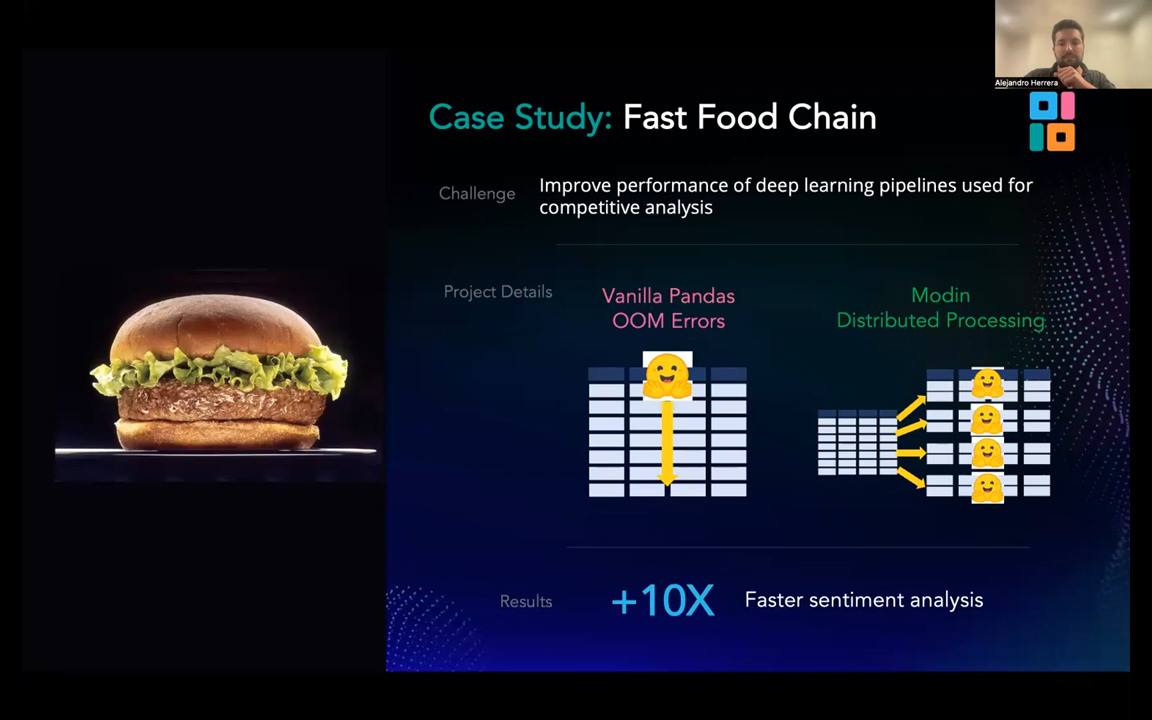 Alejandro Herrera
Case Study: Fast Food Chain
Challenge
Improve performance of deep learning pipelines used for
competitive analysis
Project Details
Vanilla Pandas
OOM Errors
Modin
Distributed Processing
Results
+10X
Faster sentiment analysis